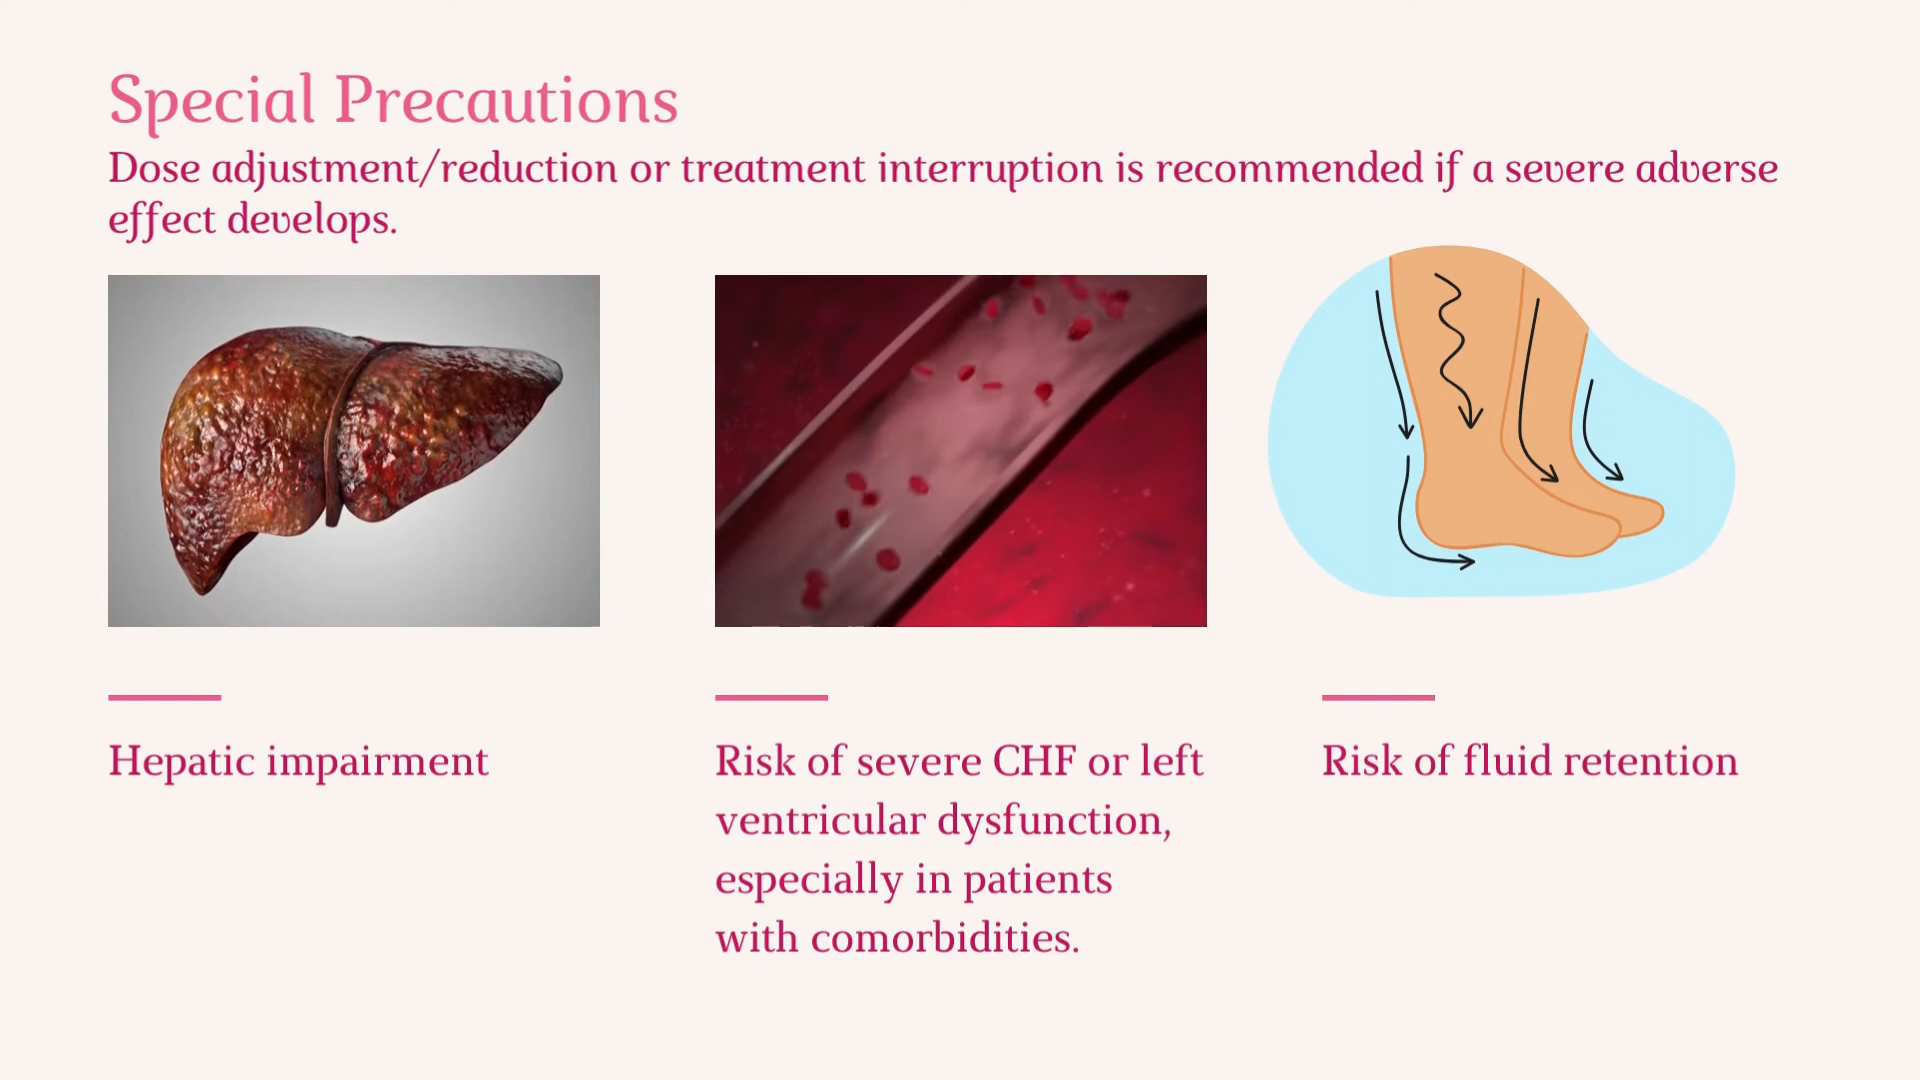 Special Precautions
Dose adjustment/reduction or treatment interruption is recommended if a severe adverse
effect develops.
Hepatic impairment
Risk of severe CHF or left
ventricular dysfunction,
especially in patients
with comorbidities.
Risk of fluid retention